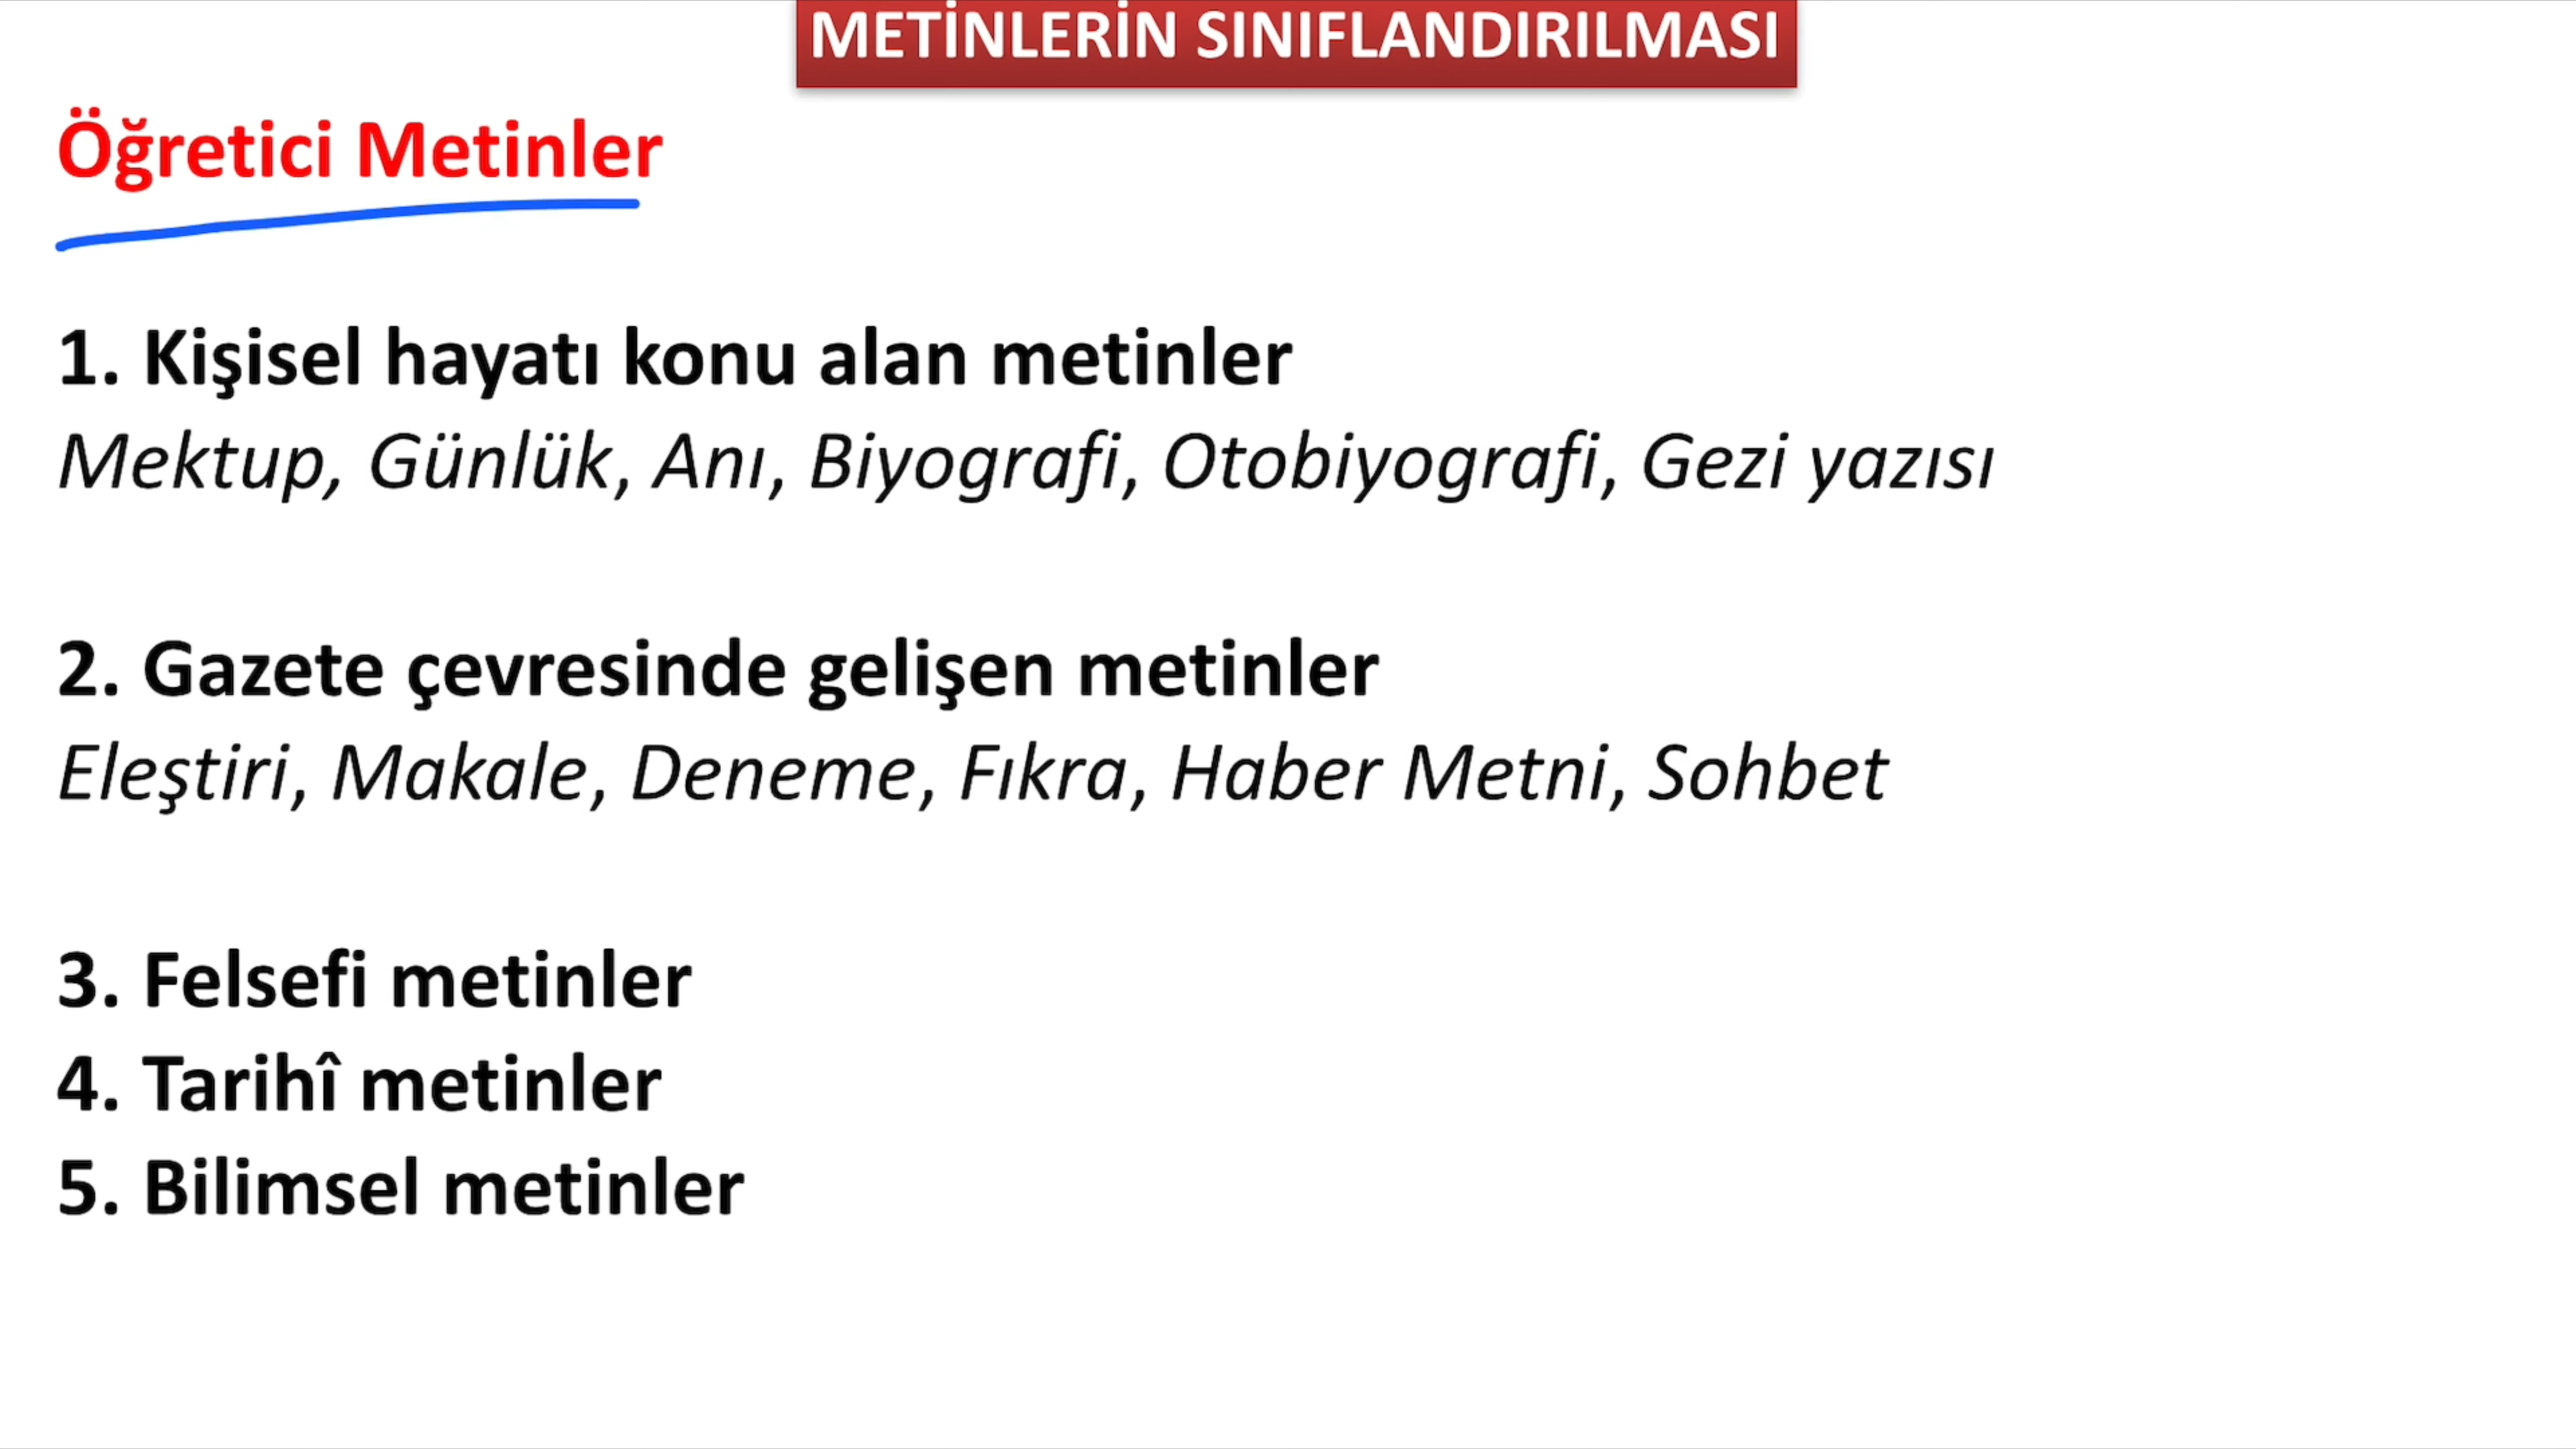 METİNLERİN SINIFLANDIRILMASI
Öğretici Metinler
1. Kişisel hayatı konu alan metinler
Mektup, Günlük, Anı, Biyografi, Otobiyografi, Gezi yazısı
2. Gazete çevresinde gelişen metinler
Eleştiri, Makale, Deneme, Fıkra, Haber Metni, Sohbet
3. Felsefi metinler
4. Tarihî metinler
5. Bilimsel metinler